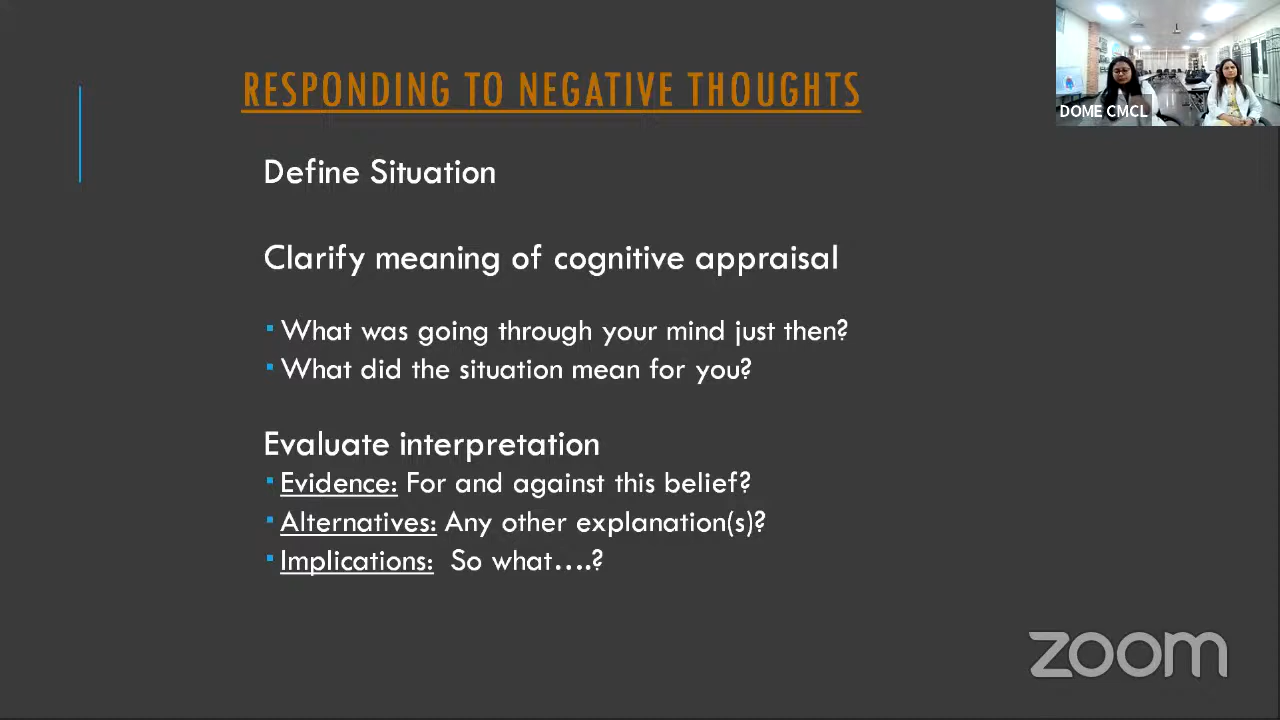 RESPONDING TO NEGATIVE THOUGHTS
DOME CMCL
Define Situation
Clarify meaning of cognitive appraisal
▪ What was going through your mind just then?
▪ What did the situation mean for you?
Evaluate interpretation
▪ Evidence: For and against this belief?
▪ Alternatives: Any other explanation(s)?
▪ Implications: So what....?
zoom